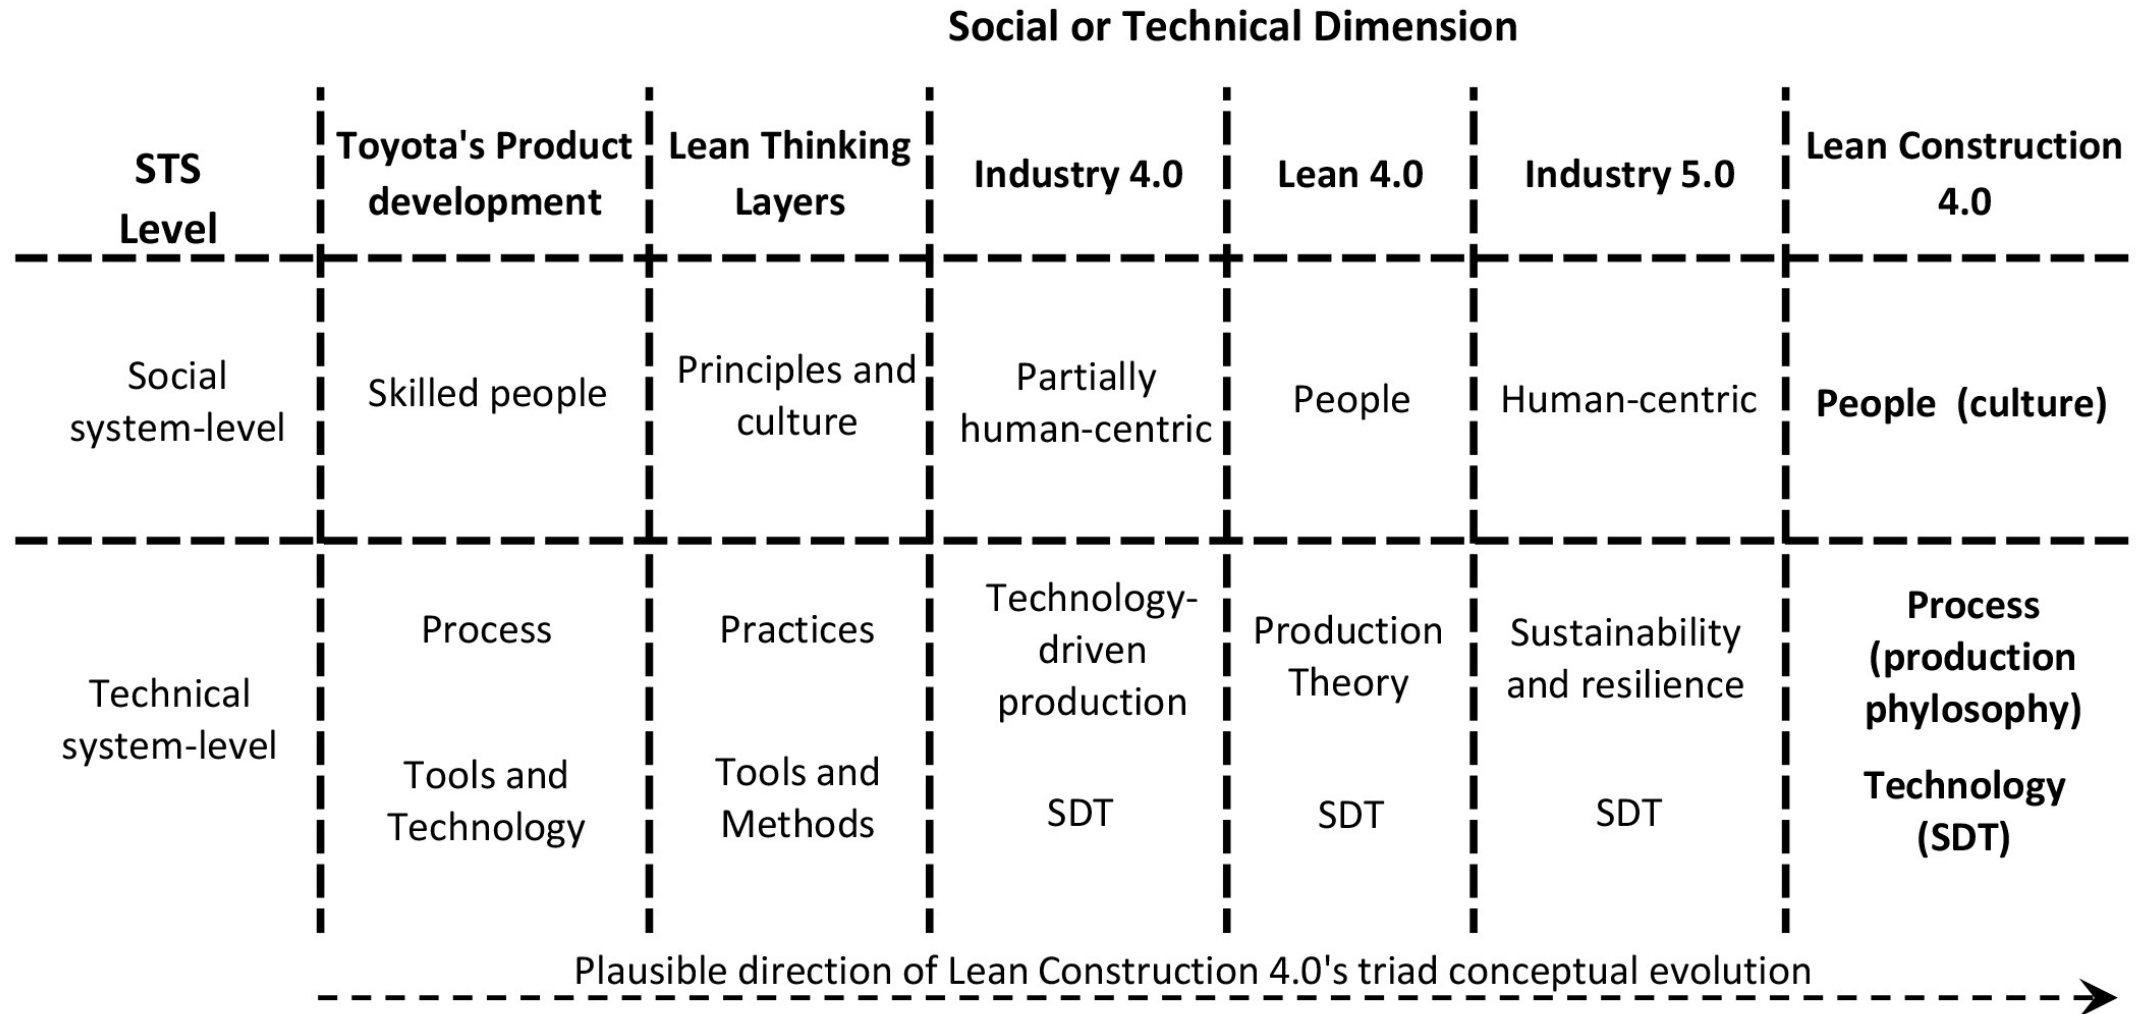 Social or Technical Dimension
STS
Level
Toyota's Product
development
Lean Thinking
Layers
Industry 4.0
Lean 4.0
Industry 5.0
Lean Construction
4.0
Social
system-level
Skilled people
Principles and
culture
Partially
human-centric
People
Human-centric
People (culture)
Technical
system-level
Process
Tools and
Technology
Practices
Tools and
Methods
Technology-
driven
production
SDT
Production
Theory
SDT
Sustainability
and resilience
SDT
Process
(production
phylosophy)
Technology
(SDT)
Plausible direction of Lean Construction 4.0's triad conceptual evolution